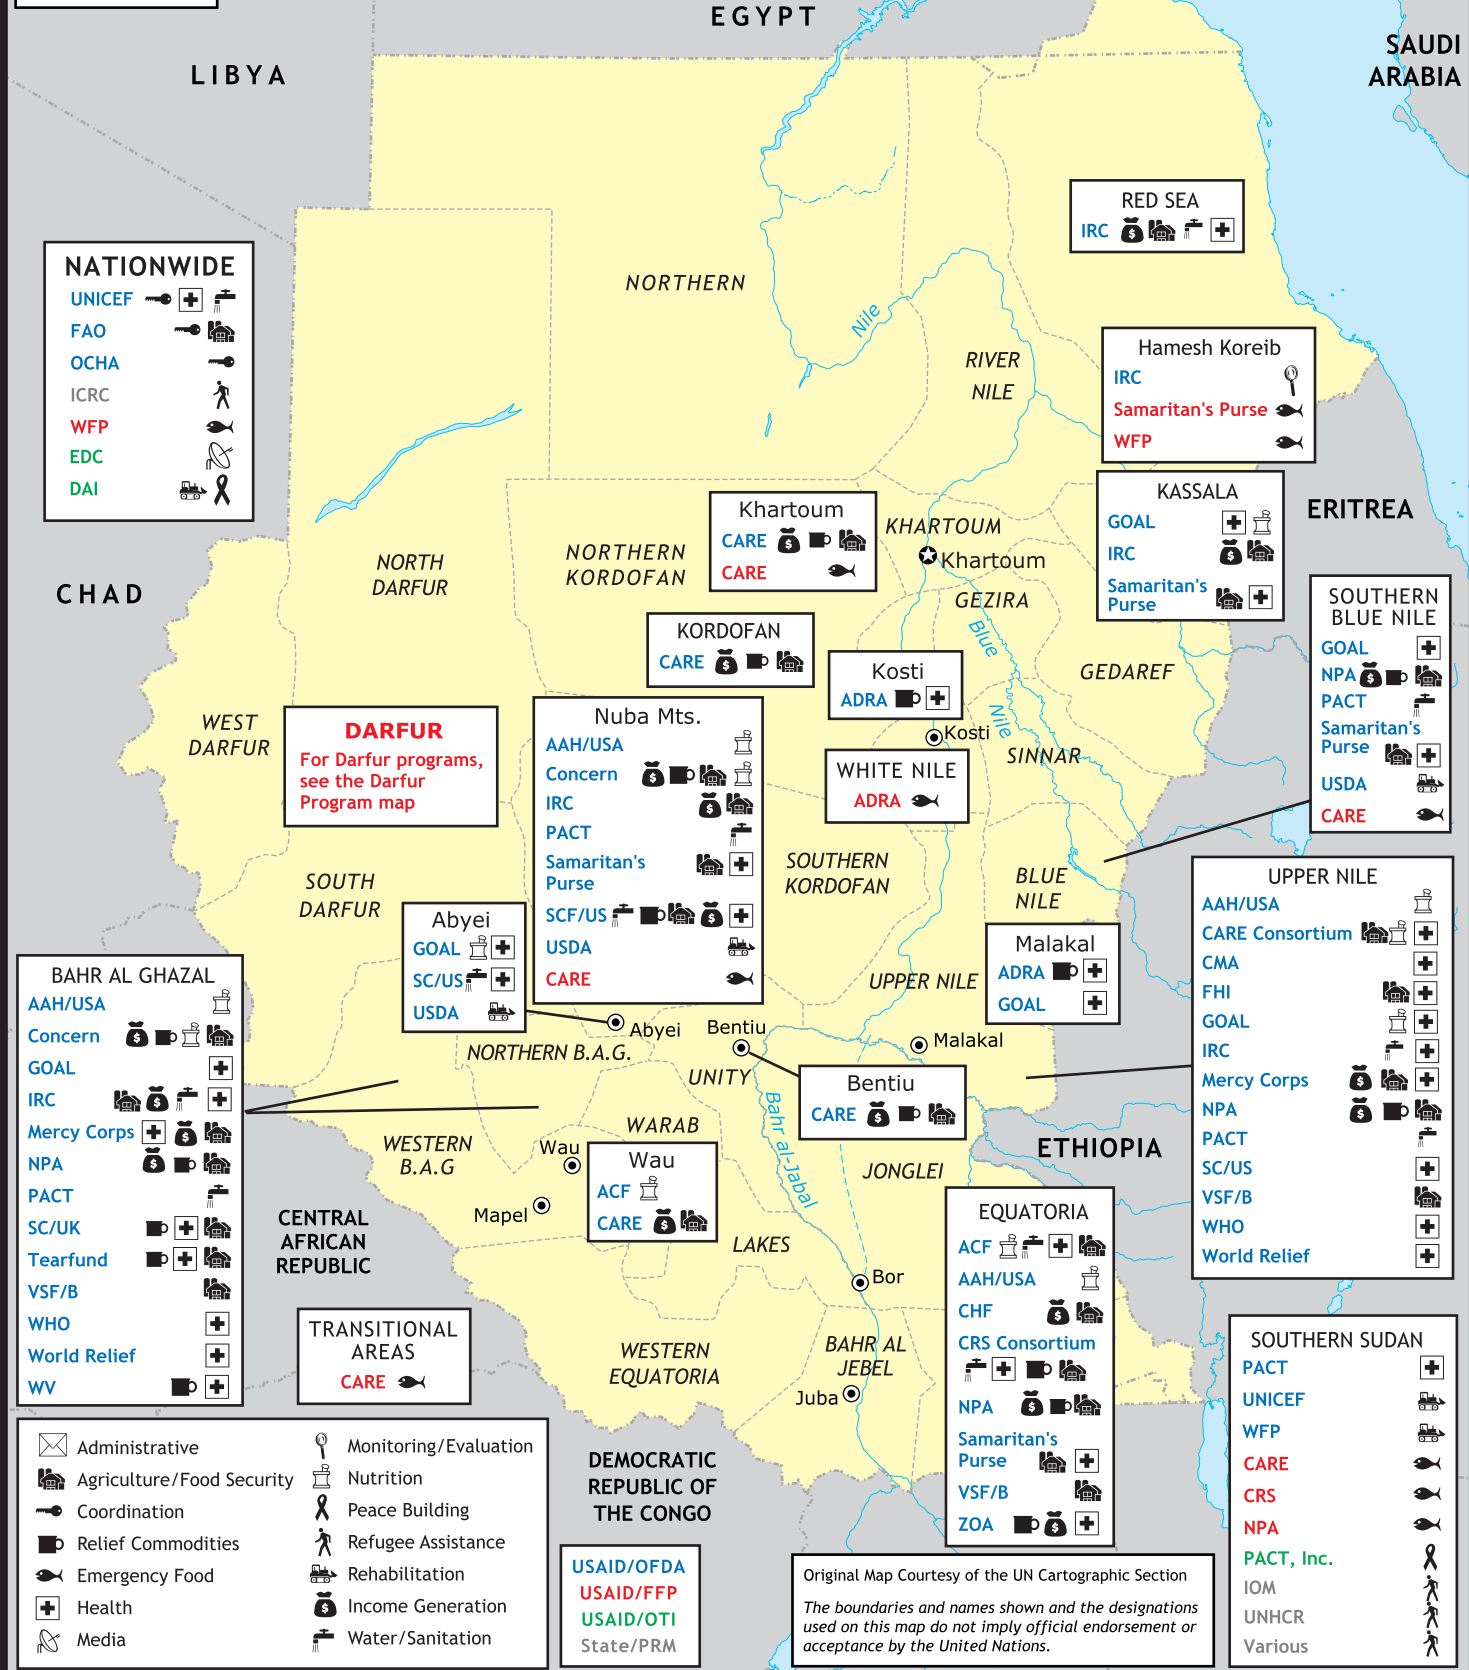 EGYPT
LIBYA
SAUDI
ARABIA
RED SEA
IRC
NATIONWIDE
UNICEF
FAO
OCHA
ICRC
WFP
EDC
DAI
NORTHERN
Nile
RIVER
NILE
Hamesh Koreib
IRC
Samaritan's Purse
WFP
KASSALA
GOAL
IRC
Samaritan's
Purse
ERITREA
Khartoum
CARE
CARE
KHARTOUM
Khartoum
NORTHERN
KORDOFAN
NORTH
DARFUR
CHAD
GEZIRA
Blue
Nile
GEDAREF
SOUTHERN
BLUE NILE
GOAL
NPA
PACT
Samaritan's
Purse
USDA
CARE
KORDOFAN
CARE
Kosti
ADRA
Kosti
WEST
DARFUR
DARFUR
For Darfur programs,
see the Darfur
Program map
Nuba Mts.
AAH/USA
Concern
IRC
PACT
Samaritan's
Purse
SCF/US
USDA
CARE
SINNAR
WHITE NILE
ADRA
SOUTHERN
KORDOFAN
BLUE
NILE
SOUTH
DARFUR
Abyei
GOAL
SC/US
USDA
Abyei
UPPER NILE
Malakal
ADRA
GOAL
Malakal
UPPER NILE
AAH/USA
CARE Consortium
CMA
FHI
GOAL
IRC
Mercy Corps
NPA
PACT
SC/US
VSF/B
WHO
World Relief
BAHR AL GHAZAL
AAH/USA
Concern
GOAL
IRC
Mercy Corps
NPA
PACT
SC/UK
Tearfund
VSF/B
WHO
World Relief
WV
NORTHERN B.A.G.
Bentiu
UNITY
Bentiu
CARE
Bahr al-Jabal
WARAB
WESTERN
B.A.G
Wau
Wau
ACF
CARE
Mapel
JONGLEI
ETHIOPIA
LAKES
CENTRAL
AFRICAN
REPUBLIC
Bor
EQUATORIA
ACF
AAH/USA
CHF
CRS Consortium
NPA
Samaritan's
Purse
VSF/B
ZOA
TRANSITIONAL
AREAS
CARE
WESTERN
EQUATORIA
BAHR AL
JEBEL
Juba
SOUTHERN SUDAN
PACT
UNICEF
WFP
CARE
CRS
NPA
PACT, Inc.
IOM
UNHCR
Various
DEMOCRATIC
REPUBLIC OF
THE CONGO
Administrative
Agriculture/Food Security
Coordination
Relief Commodities
Emergency Food
Health
Media
Monitoring/Evaluation
Nutrition
Peace Building
Refugee Assistance
Rehabilitation
Income Generation
Water/Sanitation
USAID/OFDA
USAID/FFP
USAID/OTI
State/PRM
Original Map Courtesy of the UN Cartographic Section
The boundaries and names shown and the designations
used on this map do not imply official endorsement or
acceptance by the United Nations.